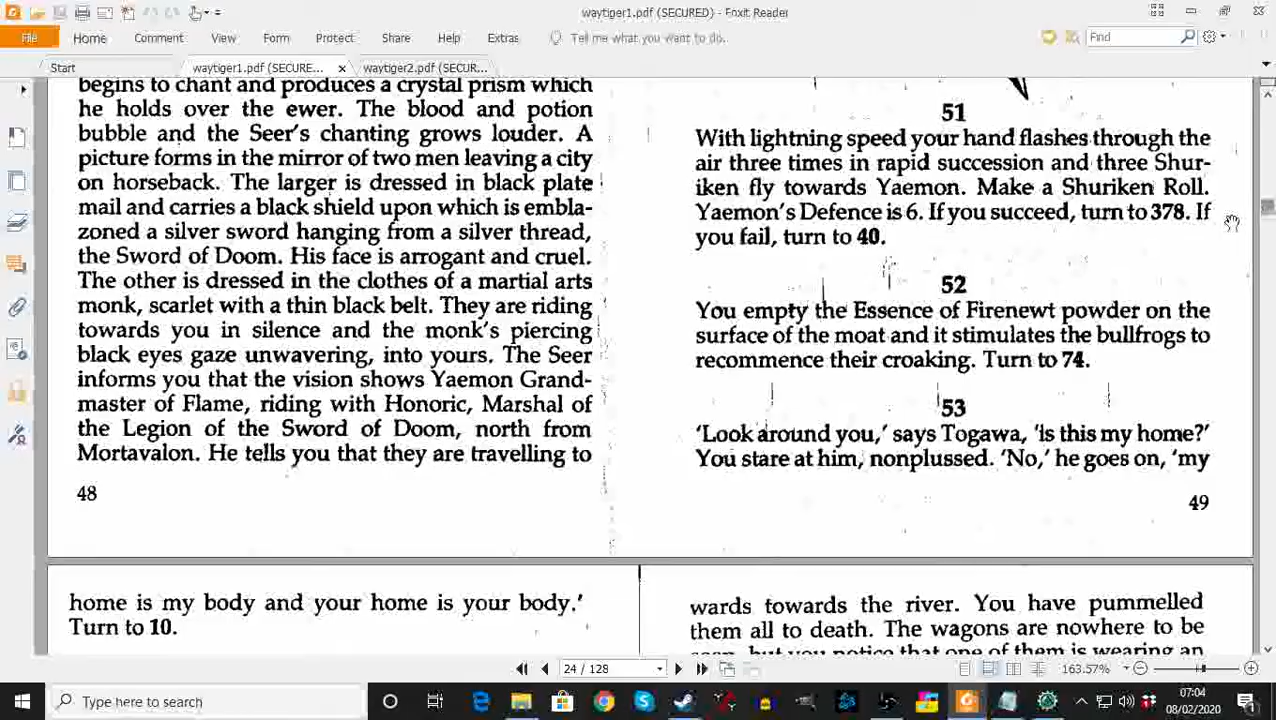 waytiger1.pdf (SECURED) - Foxit Reader
File
Home
Comment
View
Form
Protect
Share
Help
Extras
Tell me what you want to do.
Find
Start
waytiger1.pdf (SECURE...
waytiger2.pdf (SECUR...
begins to chant and produces a crystal prism which
he holds over the ewer. The blood and potion
bubble and the Seer's chanting grows louder. A
picture forms in the mirror of two men leaving a city
on horseback. The larger is dressed in black plate
mail and carries a black shield upon which is embla-
zoned a silver sword hanging from a silver thread,
the Sword of Doom. His face is arrogant and cruel.
The other is dressed in the clothes of a martial arts
monk, scarlet with a thin black belt. They are riding
towards you in silence and the monk's piercing
black eyes gaze unwavering, into yours. The Seer
informs you that the vision shows Yaemon Grand-
master of Flame, riding with Honoric, Marshal of
the Legion of the Sword of Doom, north from
Mortavalon. He tells you that they are travelling to
48
51
With lightning speed your hand flashes through the
air three times in rapid succession and three Shur-
iken fly towards Yaemon. Make a Shuriken Roll.
Yaemon's Defence is 6. If you succeed, turn to 378. If
you fail, turn to 40.
52
You empty the Essence of Firenewt powder on the
surface of the moat and it stimulates the bullfrogs to
recommence their croaking. Turn to 74.
53
'Look around you,' says Togawa, 'Is this my home?'
You stare at him, nonplussed. 'No,' he goes on, 'my
49
home is my body and your home is your body.'
Turn to 10.
wards towards the river. You have pummelled
them all to death. The wagons are nowhere to be
seen, but you notice that one of them is wearing an
24 / 128
163.57%
Type here to search
07:04
08/02/2020